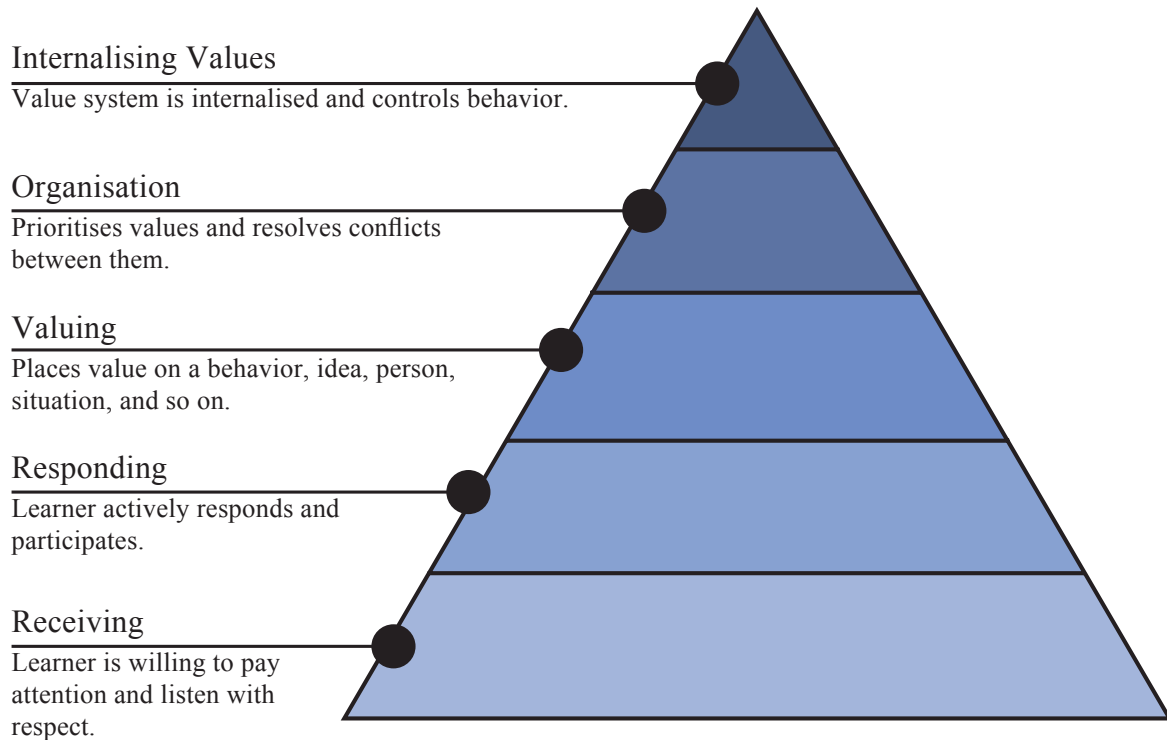 Internalising Values
Value system is internalised and controls behavior.
Organisation
Prioritises values and resolves conflicts
between them.
Valuing
Places value on a behavior, idea, person,
situation, and so on.
Responding
Learner actively responds and
participates.
Receiving
Learner is willing to pay
attention and listen with
respect.